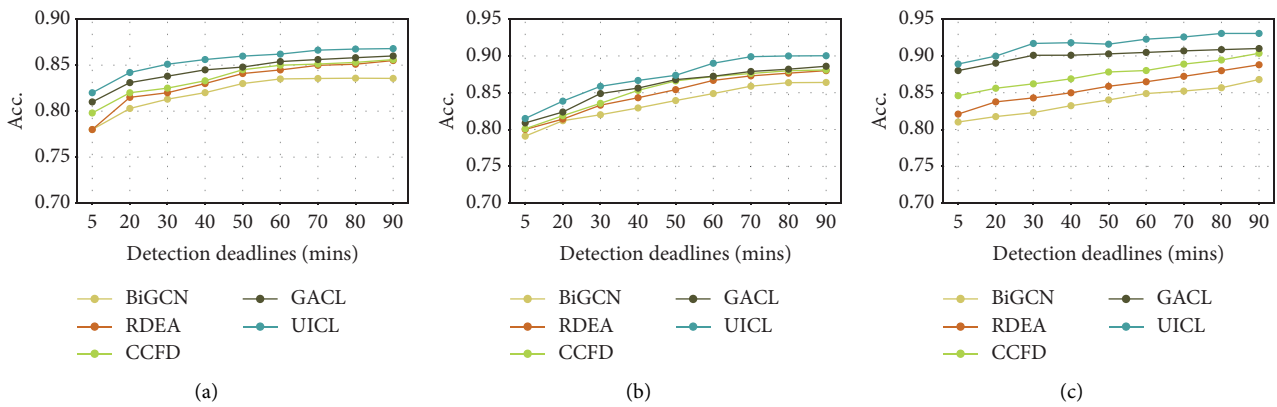 0.90
0.85
0.80
0.75
0.70
Acc.
5 20 30 40 50 60 70 80 90
Detection deadlines (mins)
BiGCN GACL
RDEA UICL
CCFD
(a)
0.95
0.90
0.85
0.80
0.75
0.70
Acc.
5 20 30 40 50 60 70 80 90
Detection deadlines (mins)
BiGCN GACL
RDEA UICL
CCFD
(b)
0.95
0.90
0.85
0.80
0.75
0.70
Acc.
5 20 30 40 50 60 70 80 90
Detection deadlines (mins)
BiGCN GACL
RDEA UICL
CCFD
(c)